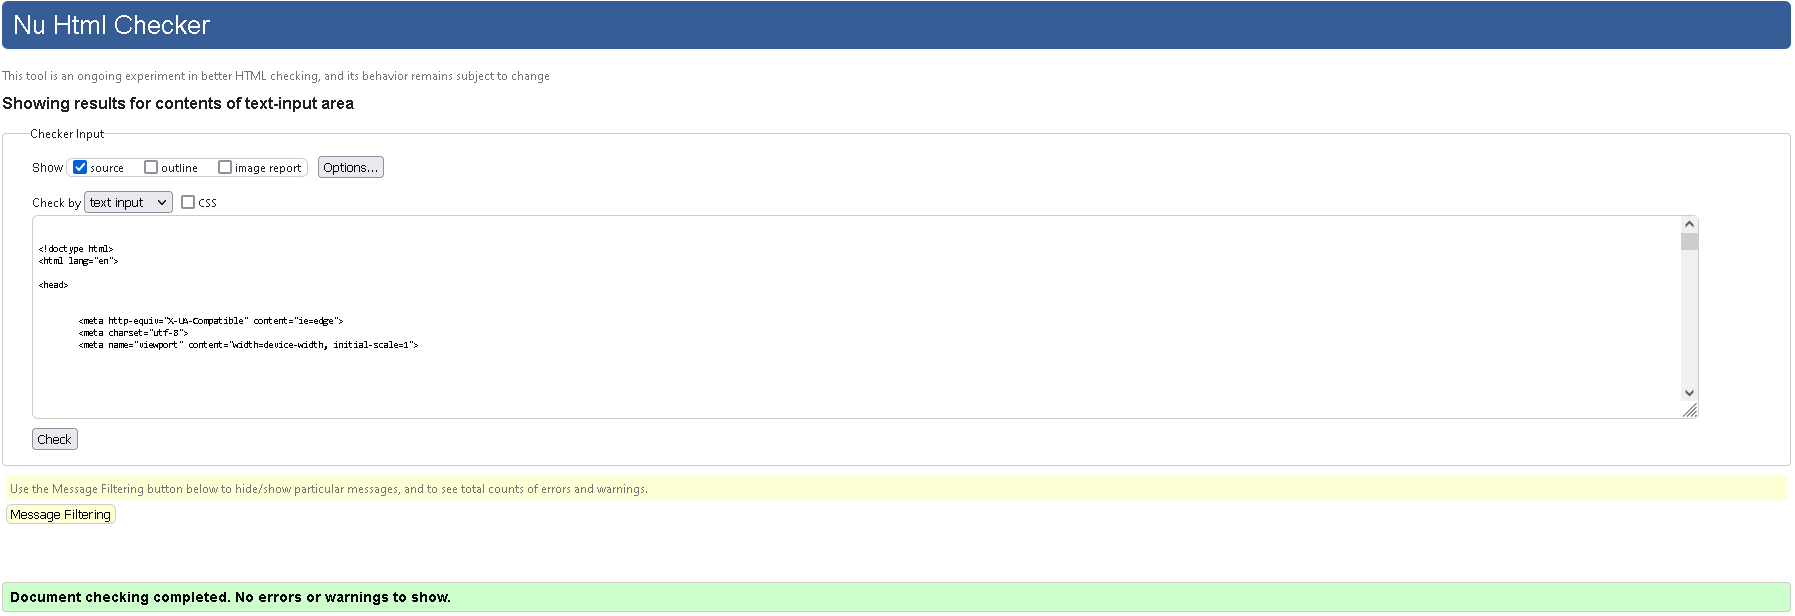 Nu Html Checker
This tool is an ongoing experiment in better HTML checking, and its behavior remains subject to change
Showing results for contents of text-input area
Checker Input
Show source outline image report Options...
Check by text input CSS
<!doctype html>
<html lang="en">
<head>
<meta http-equiv="X-UA-Compatible" content="ie=edge">
<meta charset="utf-8">
<meta name="viewport" content="width=device-width, initial-scale=1">
Check
Use the Message Filtering button below to hide/show particular messages, and to see total counts of errors and warnings.
Message Filtering
Document checking completed. No errors or warnings to show.